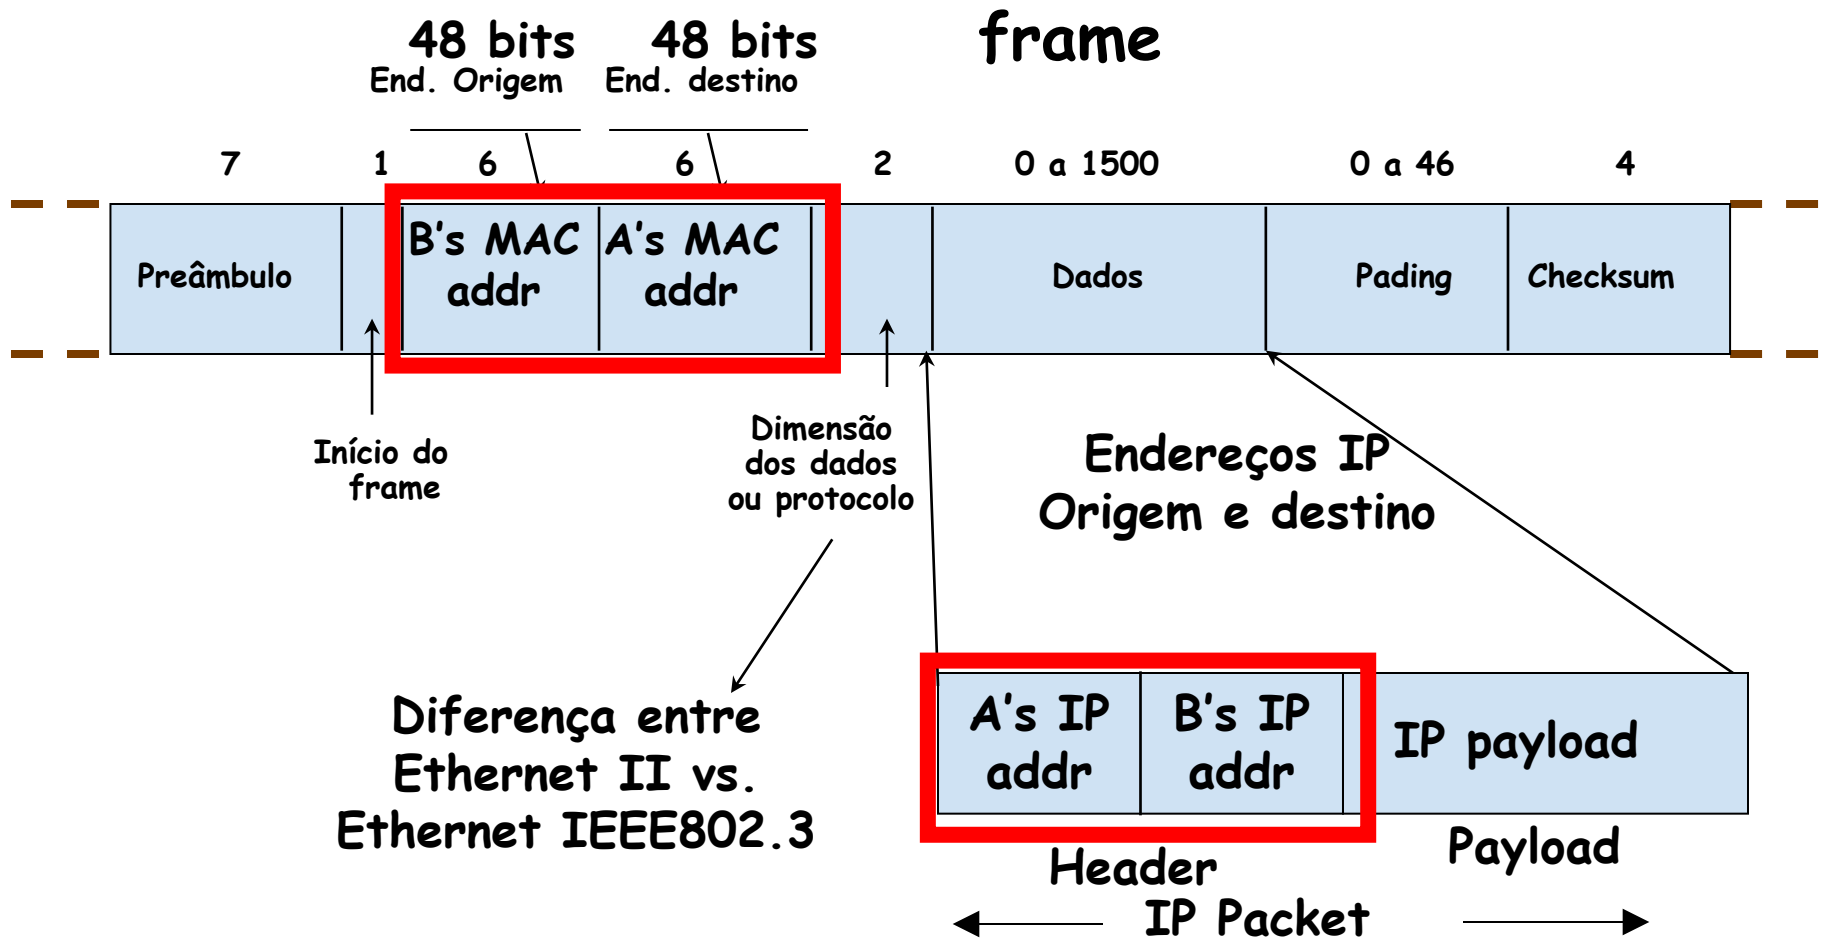 frame
48 bits 48 bits
End. Origem End. destino
7 1 6 6 2 0 a 1500 0 a 46 4
Preâmbulo
B's MAC
addr
A's MAC
addr
Dados
Pading
Checksum
Início do
frame
Dimensão
dos dados
ou protocolo
Endereços IP
Origem e destino
Diferença entre
Ethernet II vs.
Ethernet IEEE802.3
A's IP
addr
B's IP
addr
IP payload
Header
Payload
IP Packet